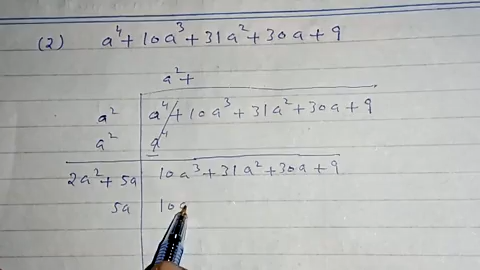 (2) a⁴ + 10a³ + 31a² + 30a + 9
a² +
a² a⁴ + 10a³ + 31a² + 30a + 9
a² a⁴
2a² + 5a 10a³ + 31a² + 30a + 9
5a 10a